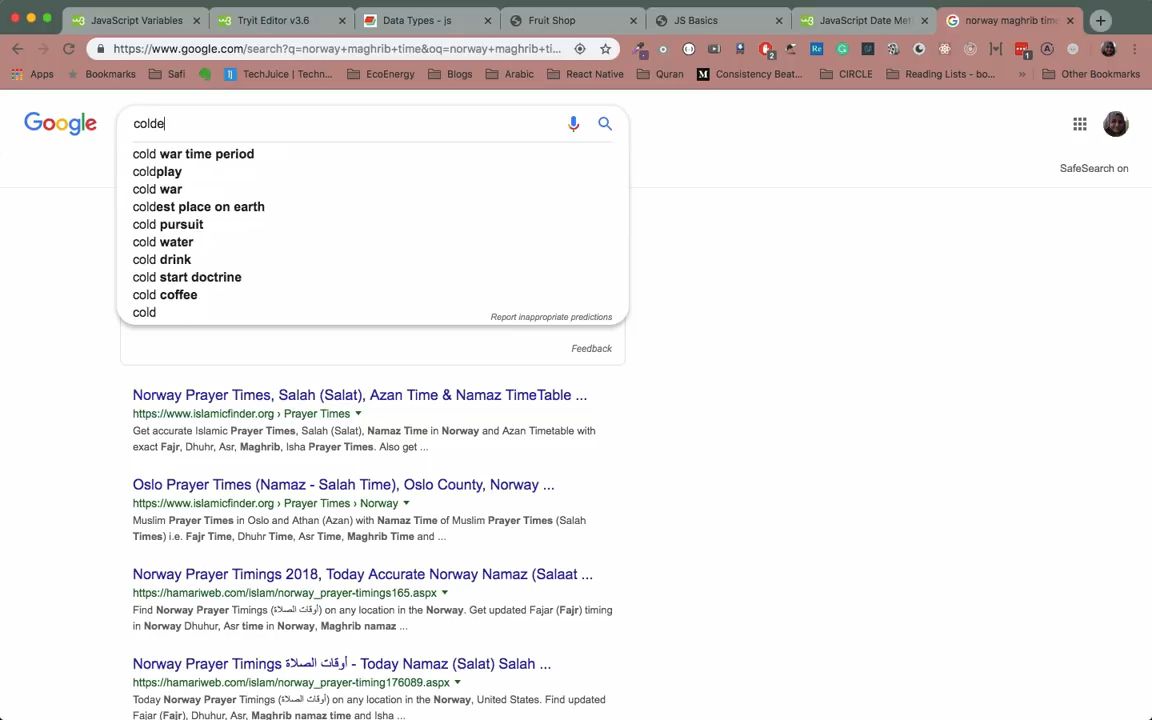 JavaScript Variables
Tryit Editor v3.6
Data Types - js
Fruit Shop
JS Basics
JavaScript Date Met
norway maghrib time
https://www.google.com/search?q=norway+maghrib+time&oq=norway+maghrib+ti...
Apps
Bookmarks
Safi
TechJuice | Techn...
EcoEnergy
Blogs
Arabic
React Native
Quran
Consistency Beat...
CIRCLE
Reading Lists - bo...
Other Bookmarks
Google
colde
SafeSearch on
cold war time period
coldplay
cold war
coldest place on earth
cold pursuit
cold water
cold drink
cold start doctrine
cold coffee
cold
Report inappropriate predictions
Feedback
Norway Prayer Times, Salah (Salat), Azan Time & Namaz TimeTable ...
https://www.islamicfinder.org › Prayer Times
Get accurate Islamic Prayer Times, Salah (Salat), Namaz Time in Norway and Azan Timetable with
exact Fajr, Dhuhr, Asr, Maghrib, Isha Prayer Times. Also get ...
Oslo Prayer Times (Namaz - Salah Time), Oslo County, Norway ...
https://www.islamicfinder.org › Prayer Times › Norway
Muslim Prayer Times in Oslo and Athan (Azan) with Namaz Time of Muslim Prayer Times (Salah
Times) i.e. Fajr Time, Dhuhr Time, Asr Time, Maghrib Time and ...
Norway Prayer Timings 2018, Today Accurate Norway Namaz (Salaat ...
https://hamariweb.com/islam/norway_prayer-timings165.aspx
Find Norway Prayer Timings (أوقات الصلاة) on any location in the Norway. Get updated Fajar (Fajr) timing
in Norway Dhuhur, Asr time in Norway, Maghrib namaz ...
Norway Prayer Timings أوقات الصلاة - Today Namaz (Salat) Salah ...
https://hamariweb.com/islam/norway_prayer-timing176089.aspx
Today Norway Prayer Timings (أوقات الصلاة) on any location in the Norway, United States. Find updated
Fajar (Fajr), Dhuhur, Asr, Maghrib namaz time and Isha ...